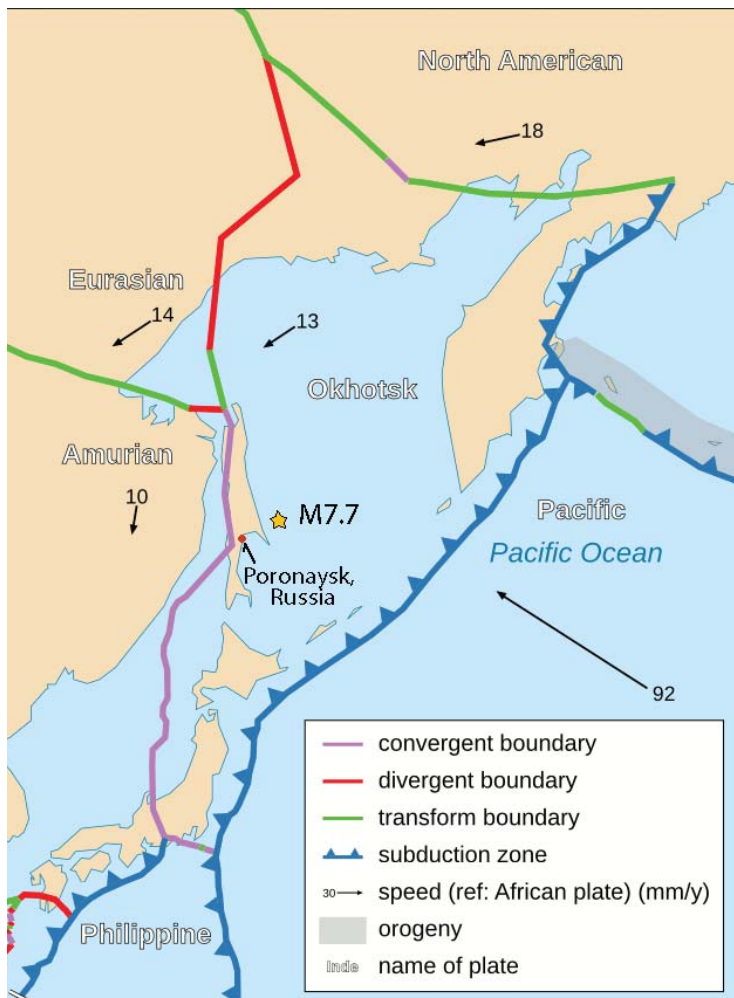 North American
18
Eurasian
14
13
Okhotsk
Amurian
10
M7.7
Pacific
Poronaysk,
Russia
Pacific Ocean
92
convergent boundary
divergent boundary
transform boundary
subduction zone
30 speed (ref: African plate) (mm/y)
orogeny
Inde name of plate
Philippine